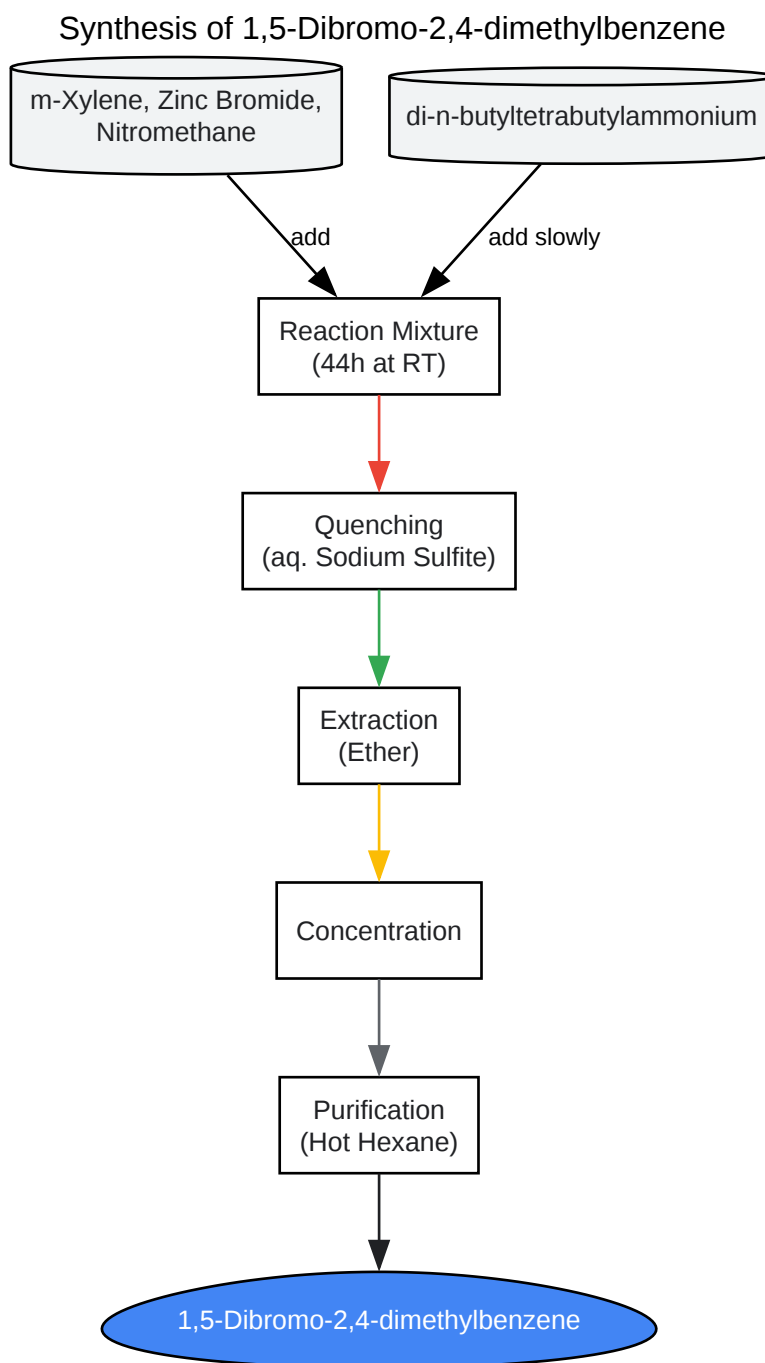 Synthesis of 1,5-Dibromo-2,4-dimethylbenzene
m-Xylene, Zinc Bromide,
Nitromethane
di-n-butyltetrabutylammonium
add
add slowly
Reaction Mixture
(44h at RT)
Quenching
(aq. Sodium Sulfite)
Extraction
(Ether)
Concentration
Purification
(Hot Hexane)
1,5-Dibromo-2,4-dimethylbenzene